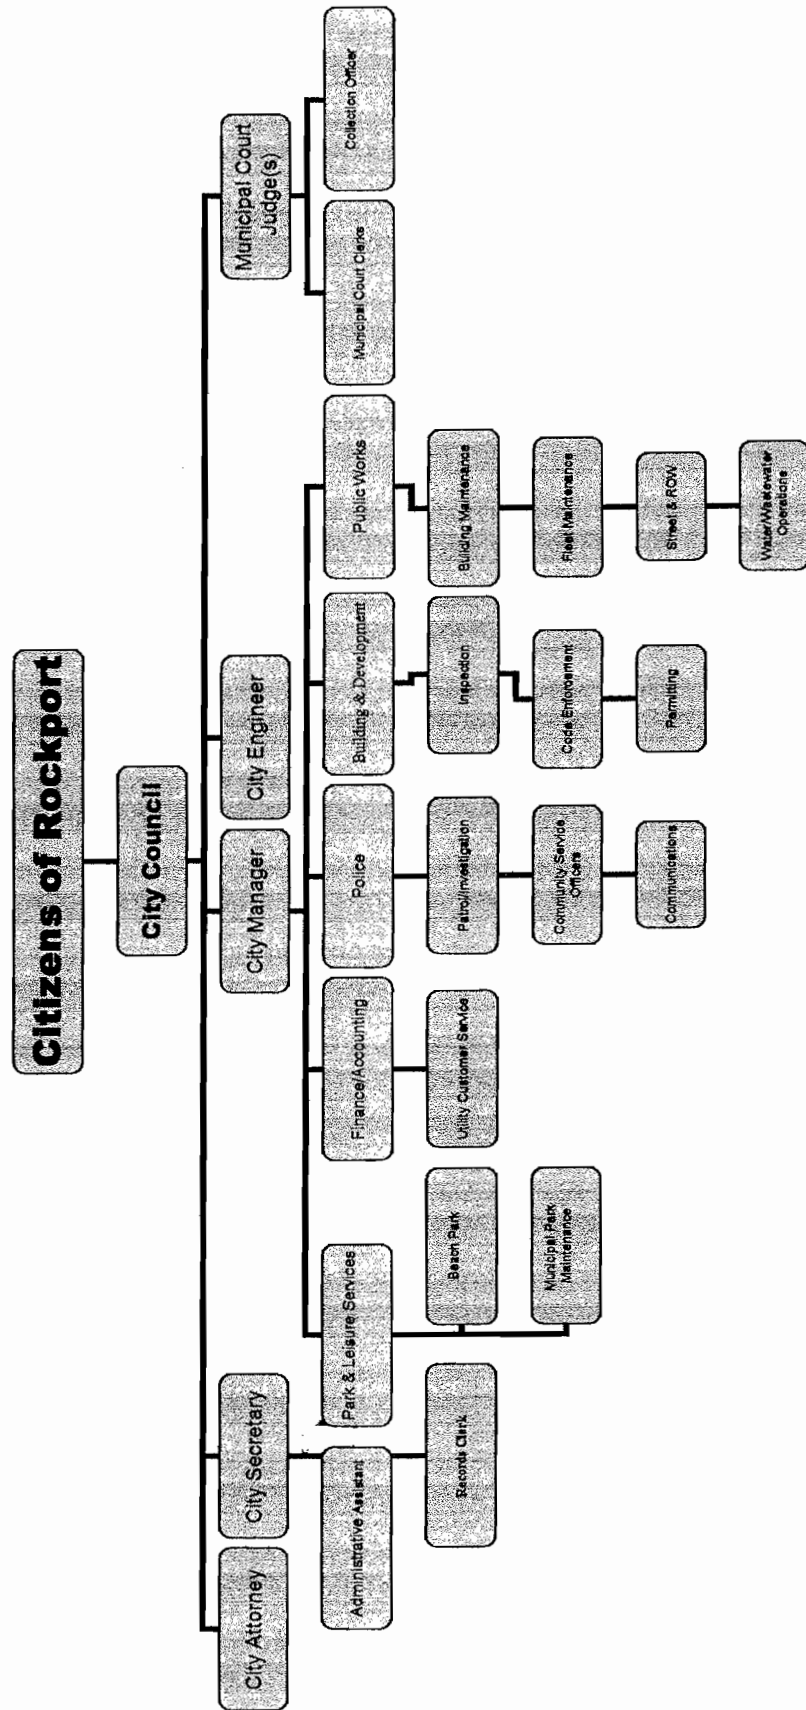 Citizens of Rockport
City Council
City Attorney
City Secretary
City Manager
City Engineer
Municipal Court
Judge(s)
Administrative Assistant
Park & Leisure Services
Finance/Accounting
Police
Building & Development
Public Works
Municipal Court Clerks
Collection Officer
Records Clerk
Beach Park
Utility Customer Service
Patrol/Investigation
Inspection
Building Maintenance
Municipal Park
Maintenance
Community Service
Officers
Code Enforcement
Fleet Maintenance
Communications
Permitting
Street & ROW
Water/Wastewater
Operations